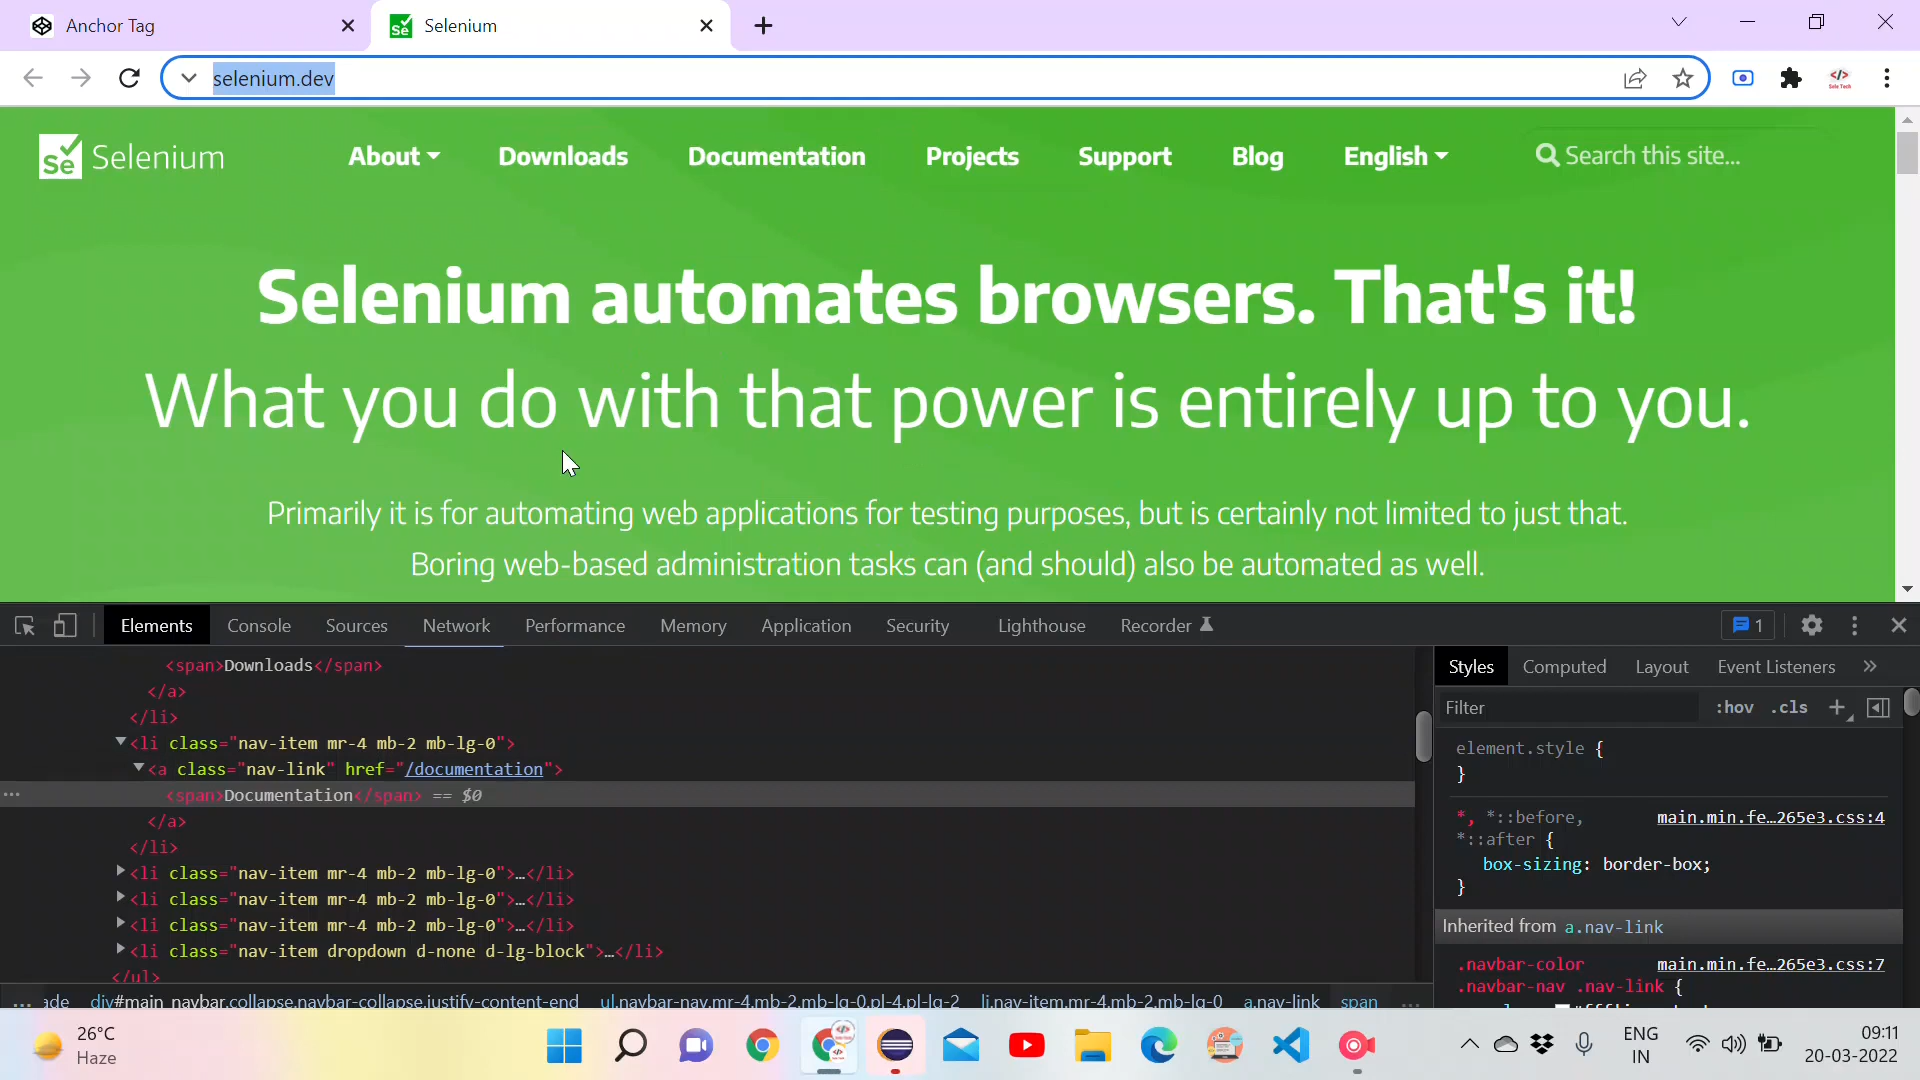 Anchor Tag
Selenium
selenium.dev
Se Selenium
About
Downloads
Documentation
Projects
Support
Blog
English
Search this site...
Selenium automates browsers. That's it!
What you do with that power is entirely up to you.
Primarily it is for automating web applications for testing purposes, but is certainly not limited to just that.
Boring web-based administration tasks can (and should) also be automated as well.
Elements Console Sources Network Performance Memory Application Security Lighthouse Recorder 1
<span>Downloads</span>
</a>
</li>
<li class="nav-item mr-4 mb-2 mb-lg-0">
<a class="nav-link" href="/documentation">
<span>Documentation</span> == $0
</a>
</li>
<li class="nav-item mr-4 mb-2 mb-lg-0">…</li>
<li class="nav-item mr-4 mb-2 mb-lg-0">…</li>
<li class="nav-item mr-4 mb-2 mb-lg-0">…</li>
<li class="nav-item dropdown d-none d-lg-block">…</li>
</ul>
... ade div#main_navbar.collapse.navbar-collapse.justify-content-end ul.navbar-nav.mr-4.mb-2.mb-lg-0.pl-4.pl-lg-2 li.nav-item.mr-4.mb-2.mb-lg-0 a.nav-link span ...
Styles Computed Layout Event Listeners »
Filter :hov .cls +
element.style {
}
*, *::before, main.min.fe…265e3.css:4
*::after {
box-sizing: border-box;
}
Inherited from a.nav-link
.navbar-color main.min.fe…265e3.css:7
.navbar-nav .nav-link {
26°C
Haze
ENG
IN
09:11
20-03-2022